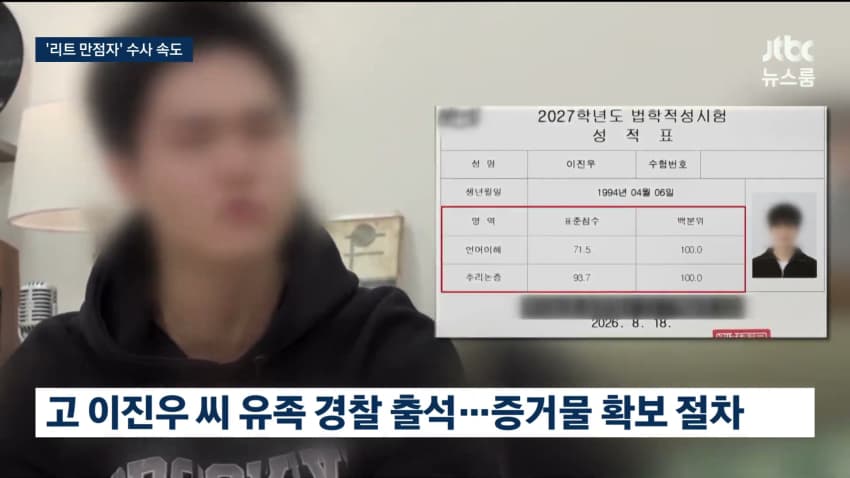 '리트 만점자' 수사 속도
jtbc
뉴스룸
2027학년도 법학적성시험
성 적 표
성 명 이진우 수험번호
생년월일 1994년 04월 06일
영 역 표준점수 백분위
언어이해 71.5 100.0
추리논증 93.7 100.0
2026. 8. 18.
고 이진우 씨 유족 경찰 출석…증거물 확보 절차